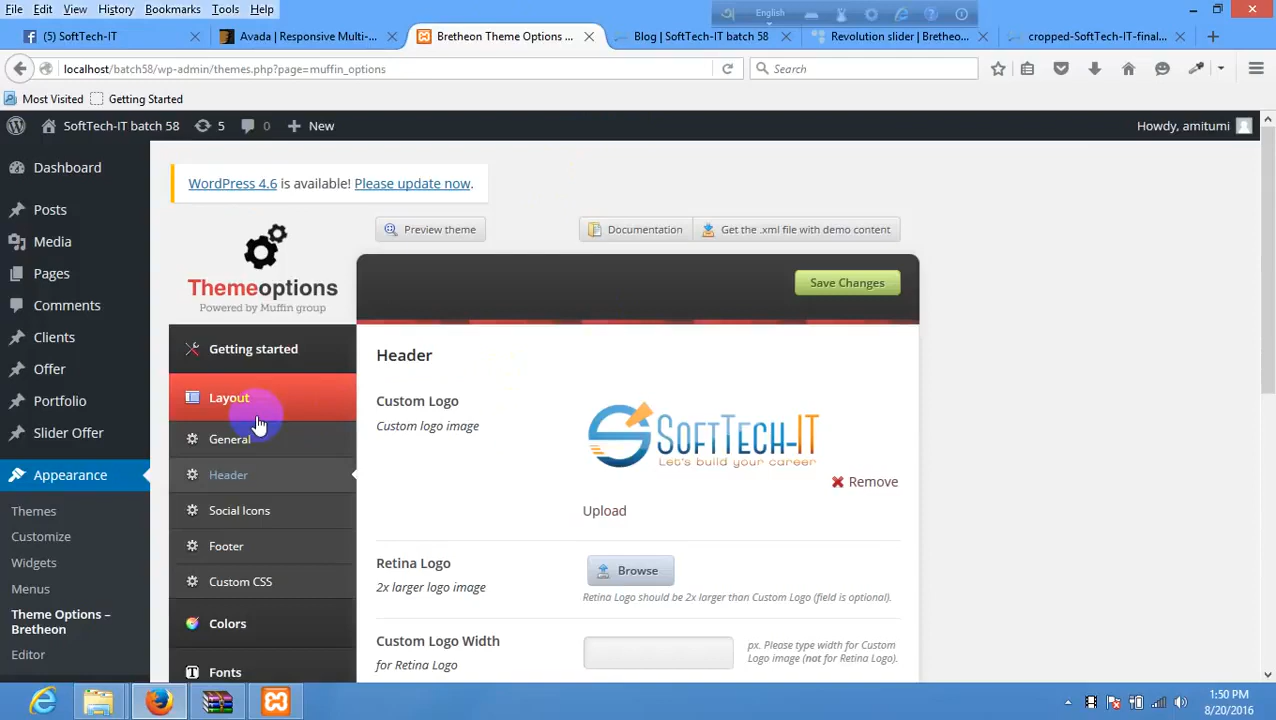 File Edit View History Bookmarks Tools Help
English
(5) SoftTech-IT
Avada | Responsive Multi-...
Bretheon Theme Options ...
Blog | SoftTech-IT batch 58
Revolution slider | Bretheo...
cropped-SoftTech-IT-final...
localhost/batch58/wp-admin/themes.php?page=muffin_options
Search
Most Visited
Getting Started
SoftTech-IT batch 58
5
0
New
Howdy, amitumi
Dashboard
Posts
Media
Pages
Comments
Clients
Offer
Portfolio
Slider Offer
Appearance
Themes
Customize
Widgets
Menus
Theme Options –
Bretheon
Editor
WordPress 4.6 is available! Please update now.
Themeoptions
Powered by Muffin group
Getting started
Layout
General
Header
Social Icons
Footer
Custom CSS
Colors
Fonts
Preview theme
Documentation
Get the .xml file with demo content
Save Changes
Header
Custom Logo
Custom logo image
SOFTTECH-IT
Let's build your career
Remove
Upload
Retina Logo
2x larger logo image
Browse
Retina Logo should be 2x larger than Custom Logo (field is optional).
Custom Logo Width
for Retina Logo
px. Please type width for Custom
Logo image (not for Retina Logo).
1:50 PM
8/20/2016